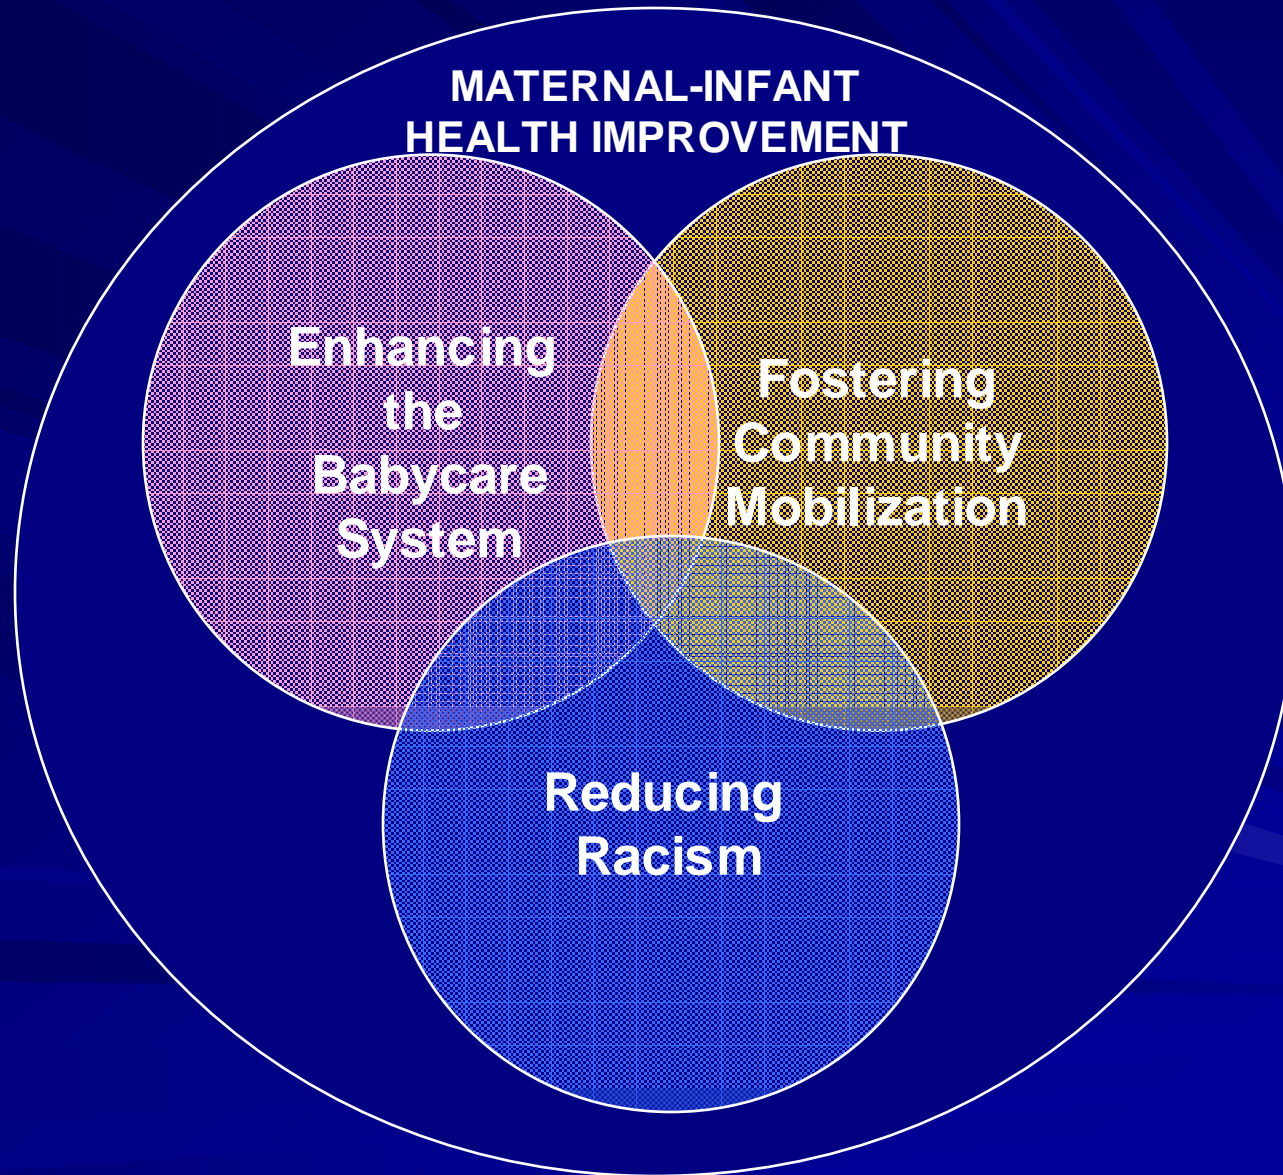 MATERNAL-INFANT
HEALTH IMPROVEMENT
Enhancing
the
Babycare
System
Fostering
Community
Mobilization
Reducing
Racism